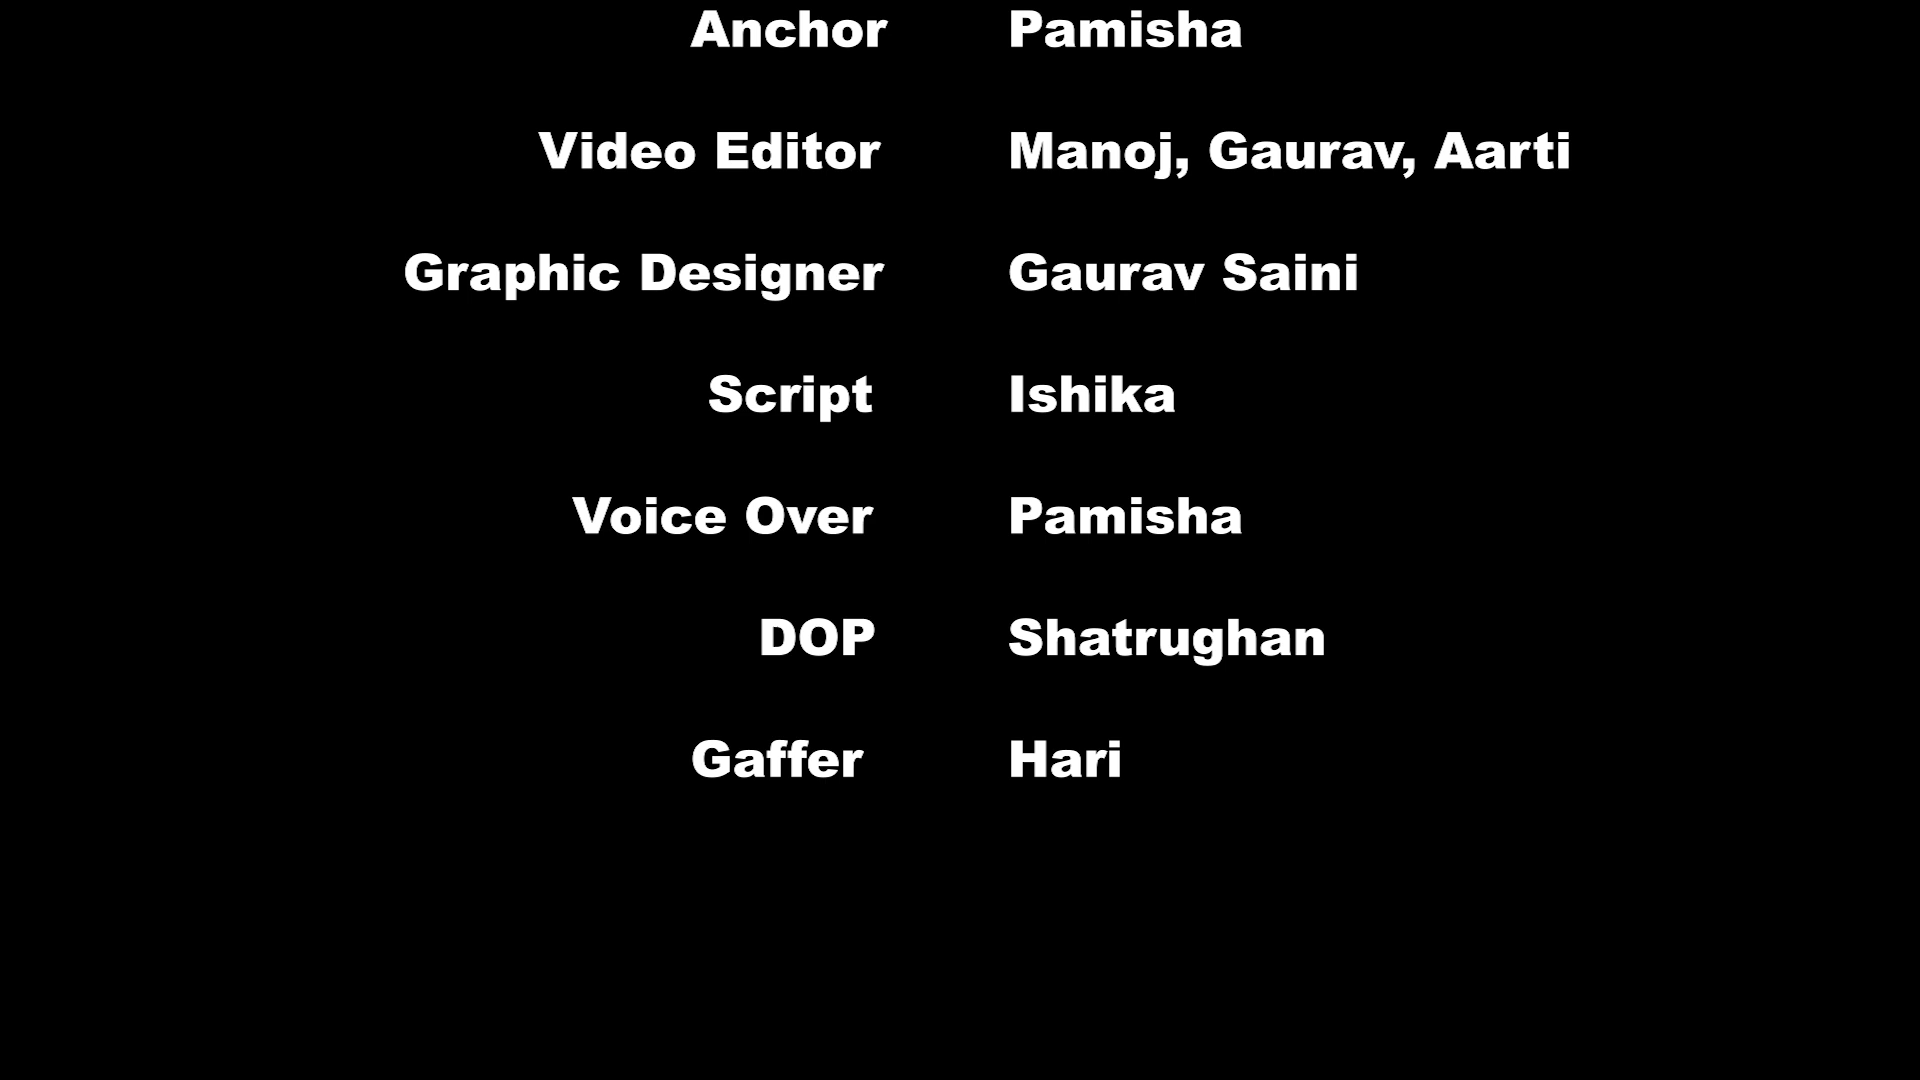 Anchor Pamisha
Video Editor Manoj, Gaurav, Aarti
Graphic Designer Gaurav Saini
Script Ishika
Voice Over Pamisha
DOP Shatrughan
Gaffer Hari